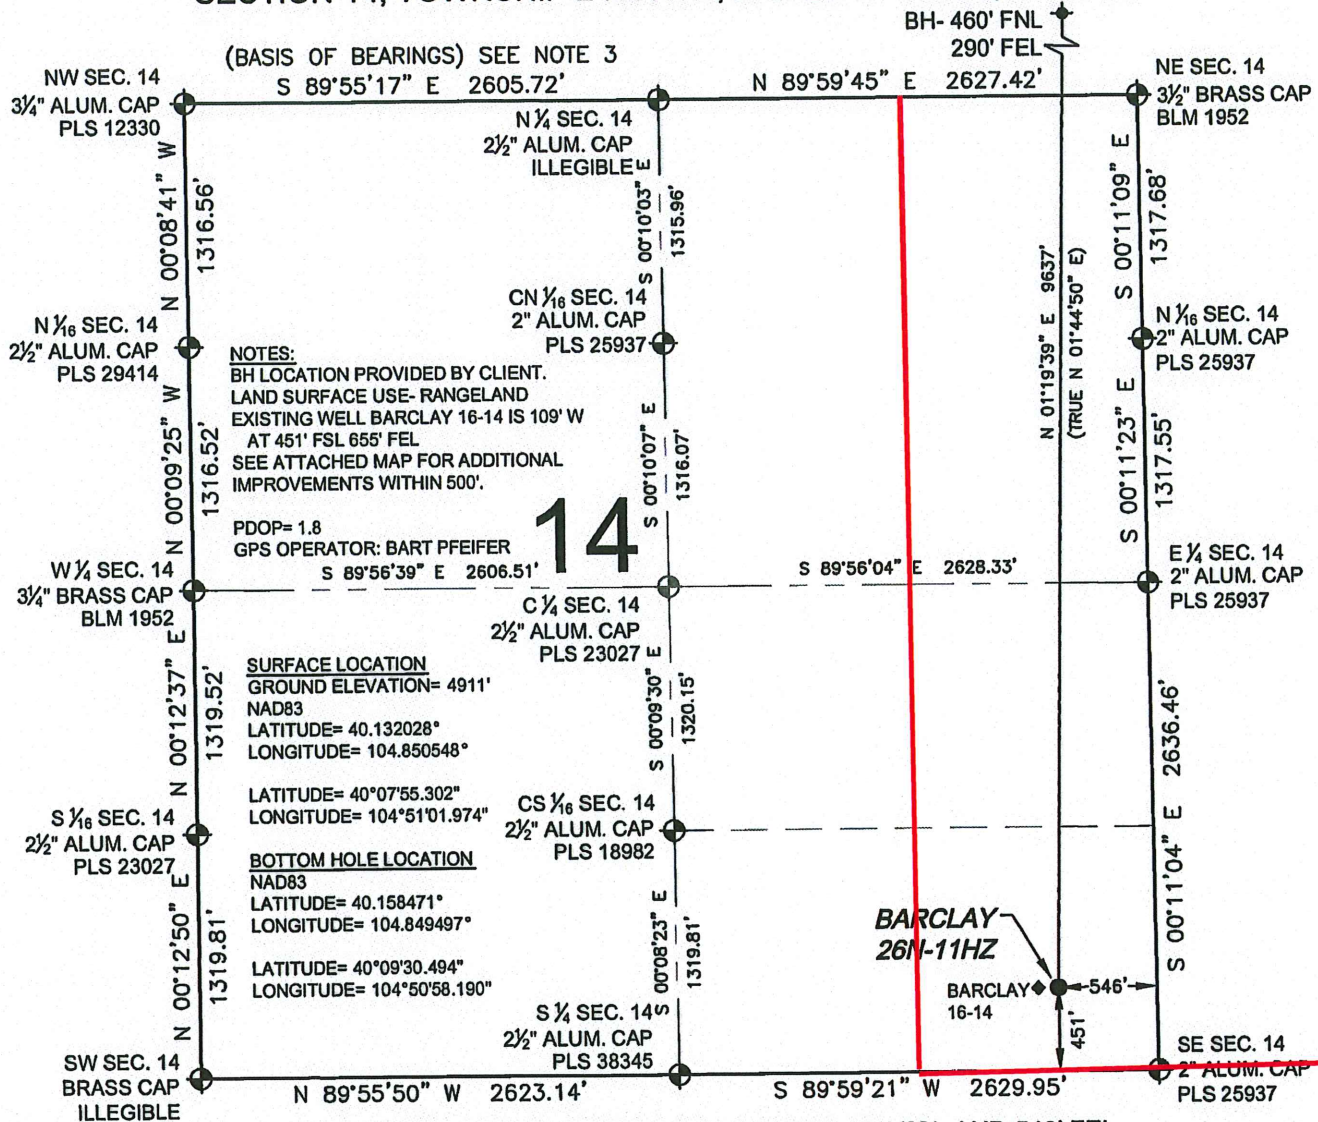 BH- 460' FNL
290' FEL
(BASIS OF BEARINGS) SEE NOTE 3
S 89°55'17" E 2605.72'
N 89°59'45" E 2627.42'
NW SEC. 14
3¼" ALUM. CAP
PLS 12330
N ¼ SEC. 14
2½" ALUM. CAP
ILLEGIBLE
NE SEC. 14
3½" BRASS CAP
BLM 1952
N 00°08'41" W
1316.56'
S 00°10'03" E
1315.96'
N 01°19'39" E 9637'
(TRUE N 01°44'50" E)
S 00°11'09" E
1317.68'
N 1⁄16 SEC. 14
2½" ALUM. CAP
PLS 29414
CN 1⁄16 SEC. 14
2" ALUM. CAP
PLS 25937
N 1⁄16 SEC. 14
2" ALUM. CAP
PLS 25937
NOTES:
BH LOCATION PROVIDED BY CLIENT.
LAND SURFACE USE- RANGELAND
EXISTING WELL BARCLAY 16-14 IS 109' W
AT 451' FSL 655' FEL
SEE ATTACHED MAP FOR ADDITIONAL
IMPROVEMENTS WITHIN 500'.
PDOP= 1.8
GPS OPERATOR: BART PFEIFER
N 00°09'25" W
1316.52'
S 00°10'07" E
1316.07'
S 00°11'23" E
1317.55'
14
W ¼ SEC. 14
3¼" BRASS CAP
BLM 1952
S 89°56'39" E 2606.51'
S 89°56'04" E 2628.33'
C ¼ SEC. 14
2½" ALUM. CAP
PLS 23027
E ¼ SEC. 14
2" ALUM. CAP
PLS 25937
SURFACE LOCATION
GROUND ELEVATION= 4911'
NAD83
LATITUDE= 40.132028°
LONGITUDE= 104.850548°
LATITUDE= 40°07'55.302"
LONGITUDE= 104°51'01.974"
N 00°12'37" E
1319.52'
S 00°09'30" E
1320.15'
S 00°11'04" E 2636.46'
S 1⁄16 SEC. 14
2½" ALUM. CAP
PLS 23027
CS 1⁄16 SEC. 14
2½" ALUM. CAP
PLS 18982
BOTTOM HOLE LOCATION
NAD83
LATITUDE= 40.158471°
LONGITUDE= 104.849497°
LATITUDE= 40°09'30.494"
LONGITUDE= 104°50'58.190"
N 00°12'50" E
1319.81'
S 00°08'23" E
1319.81'
BARCLAY
26N-11HZ
BARCLAY
16-14
546'
451'
SW SEC. 14
BRASS CAP
ILLEGIBLE
S ¼ SEC. 14
2½" ALUM. CAP
PLS 38345
SE SEC. 14
2" ALUM. CAP
PLS 25937
N 89°55'50" W 2623.14'
S 89°59'21" W 2629.95'